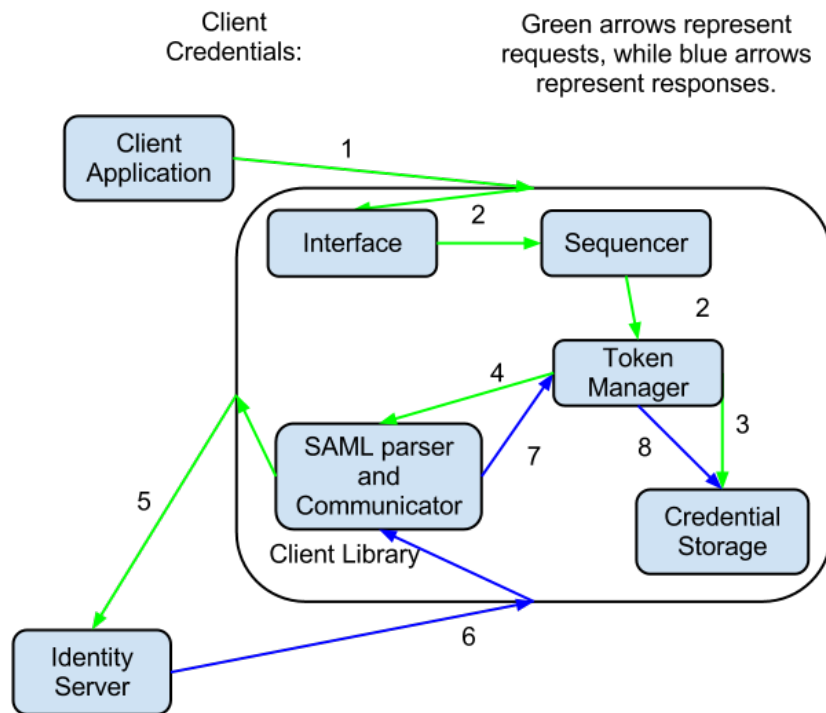 Client
Credentials:
Green arrows represent
requests, while blue arrows
represent responses.
Client
Application
1
Interface
2
Sequencer
2
Token
Manager
4
3
SAML parser
and
Communicator
7
8
5
Credential
Storage
Client Library
6
Identity
Server